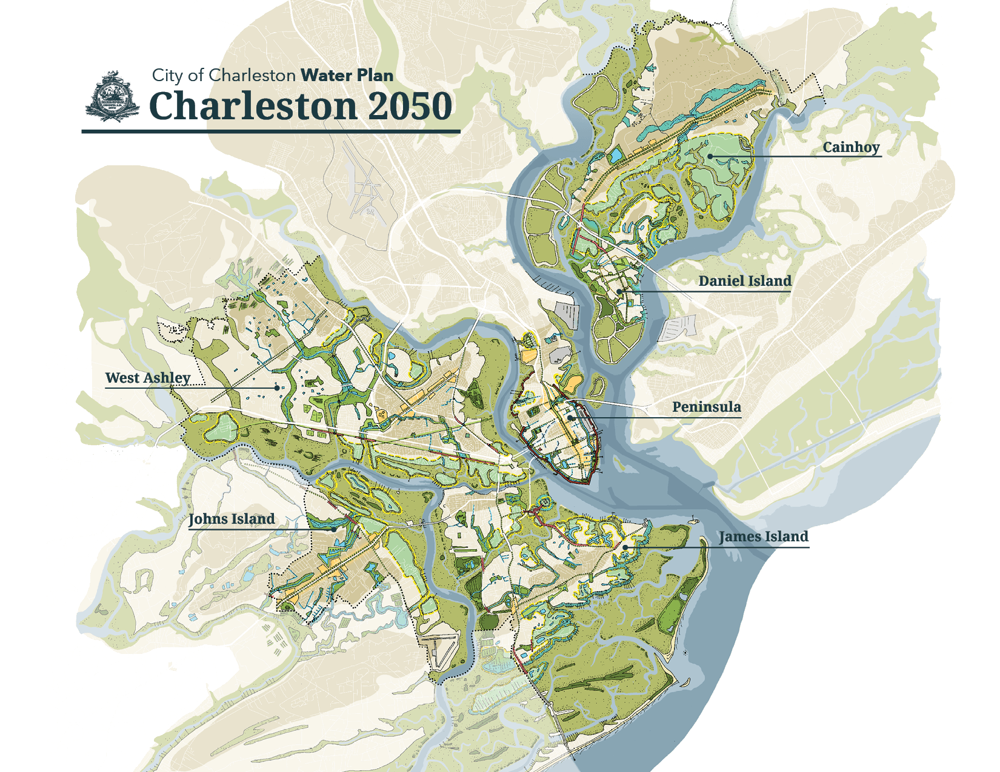 City of Charleston Water Plan
Charleston 2050
Cainhoy
Daniel Island
West Ashley
Peninsula
Johns Island
James Island